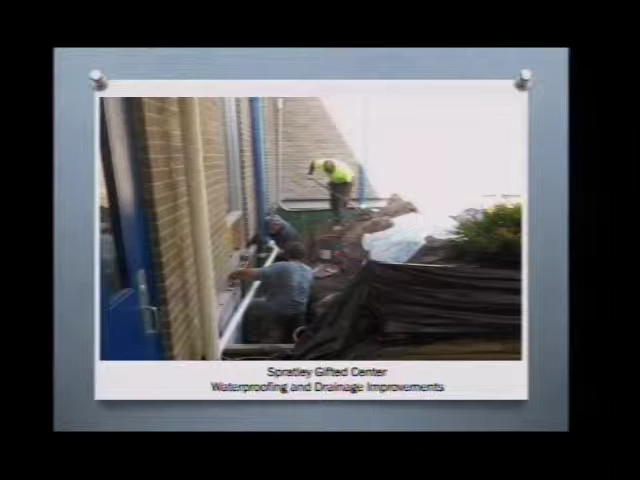 Spratley Gifted Center
Waterproofing and Drainage Improvements